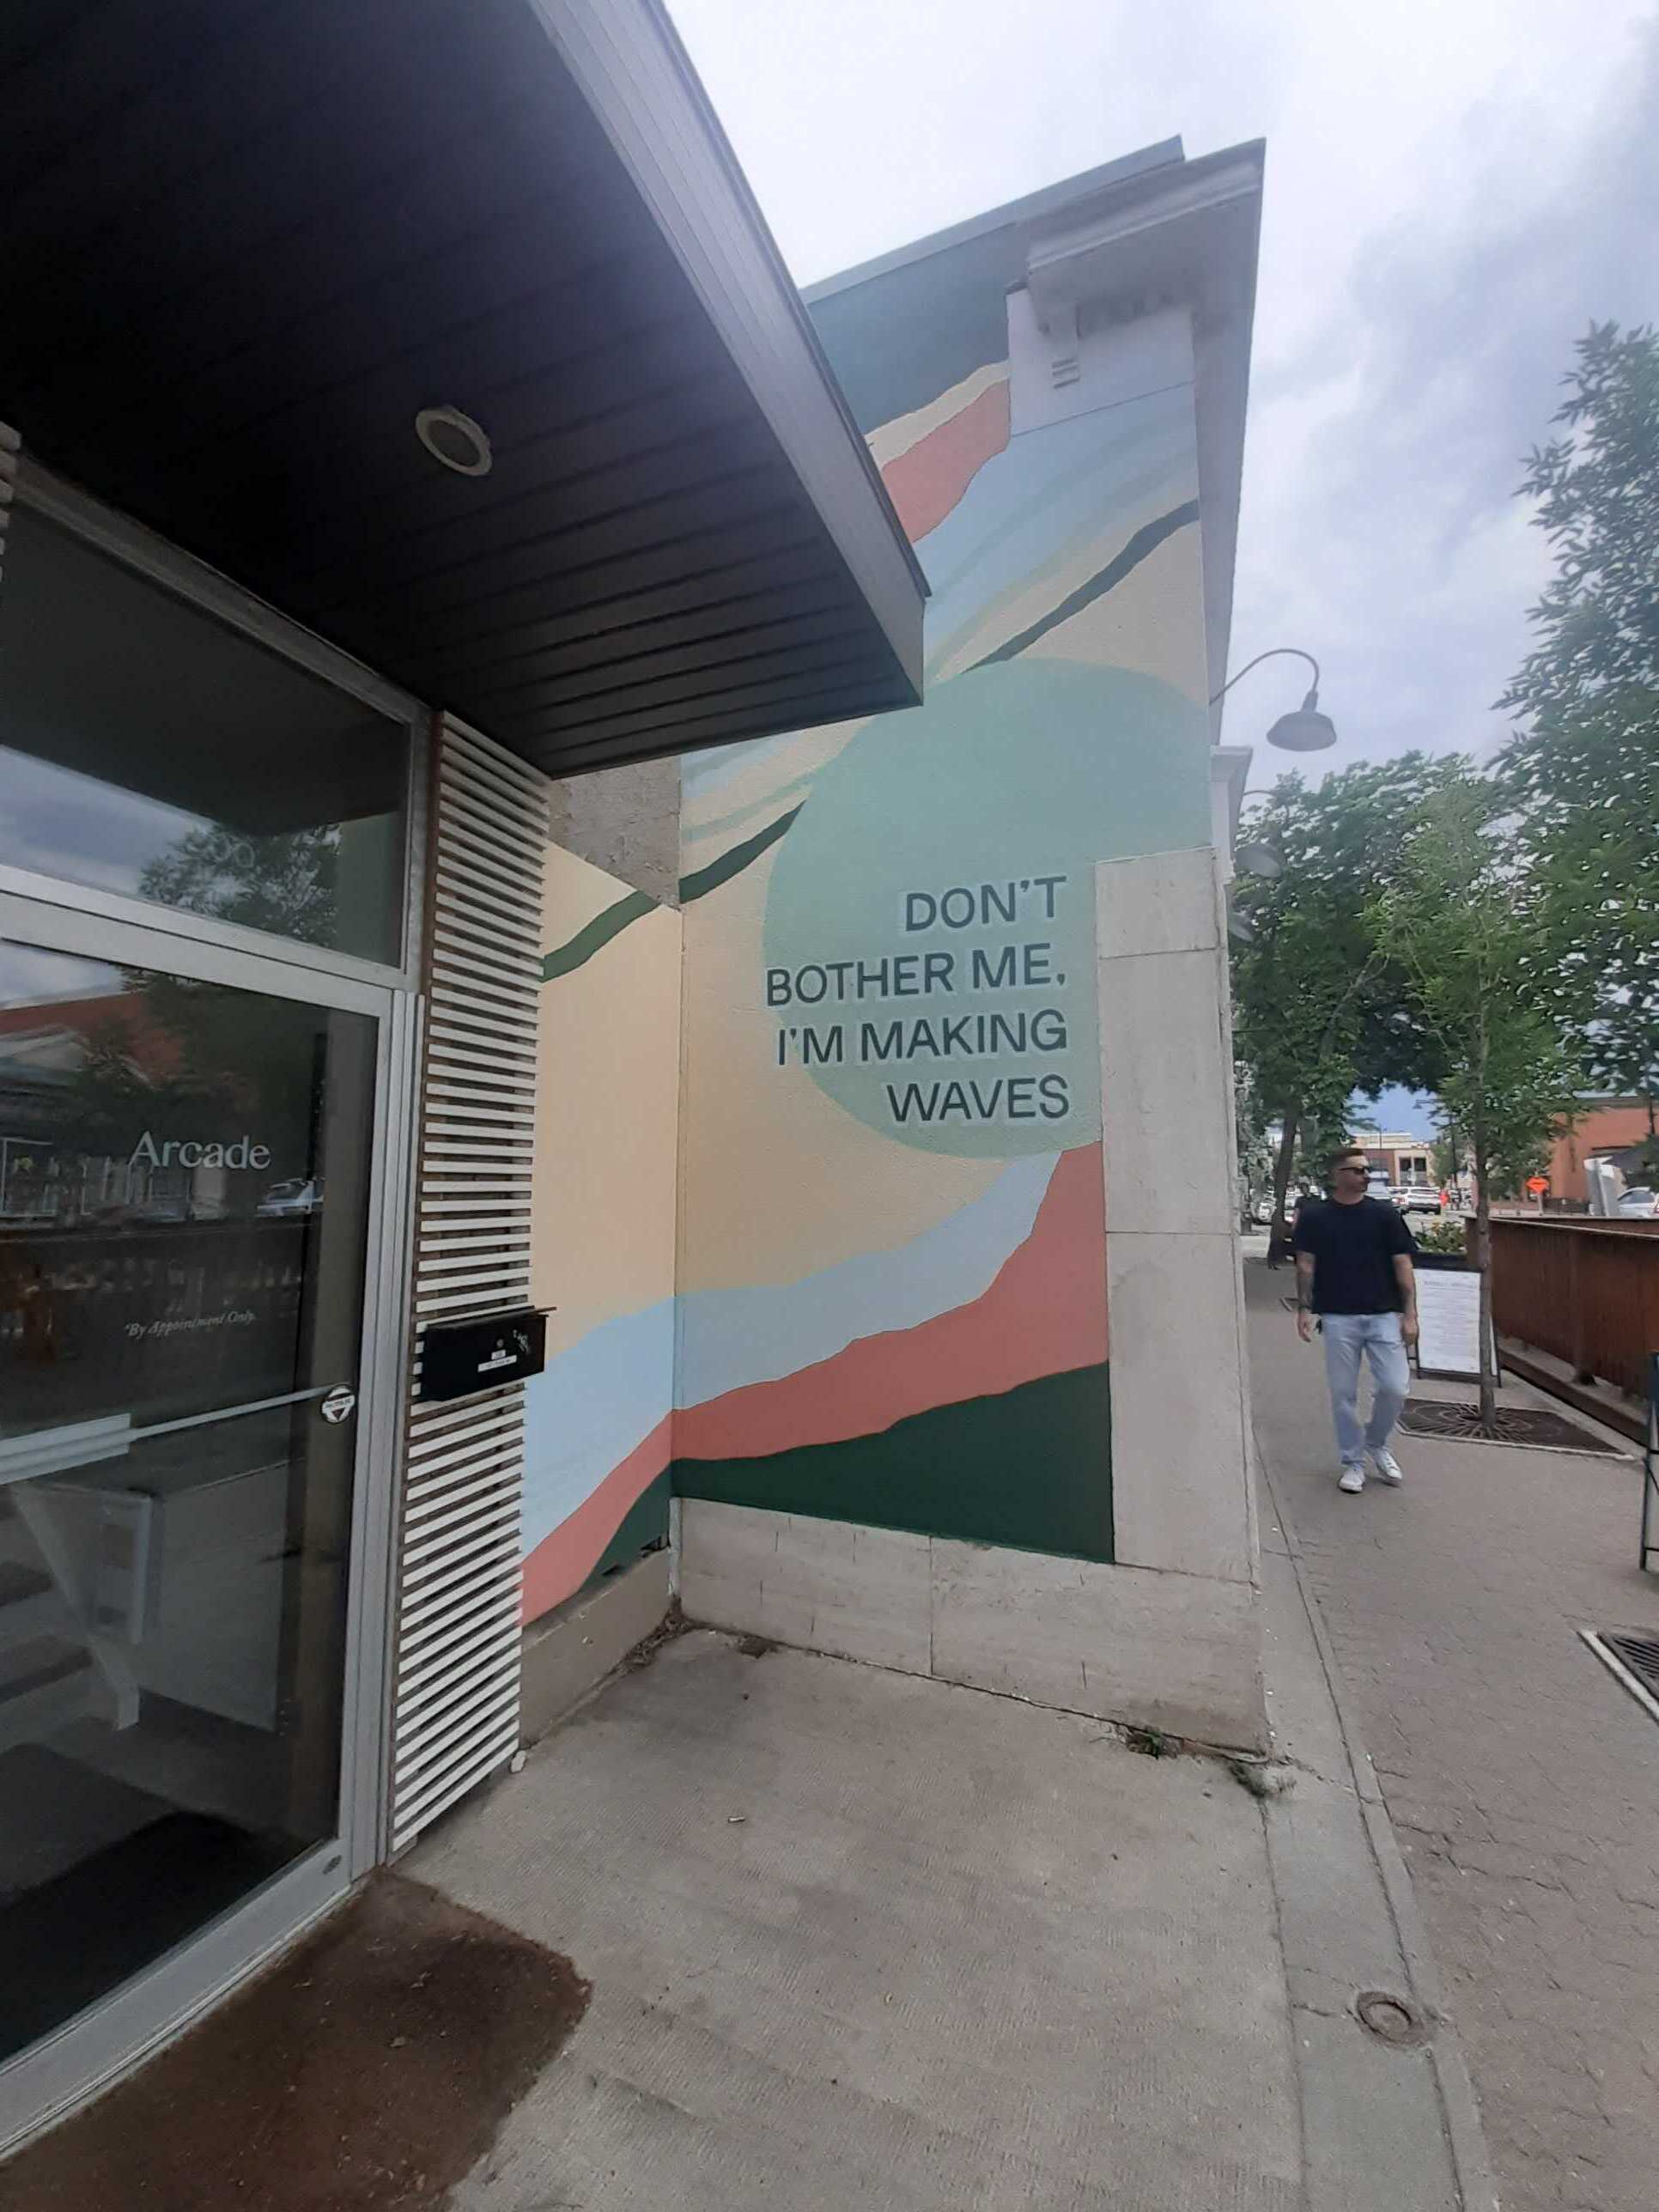 DON'T
BOTHER ME,
I'M MAKING
WAVES
Arcade
*By Appointment Only.